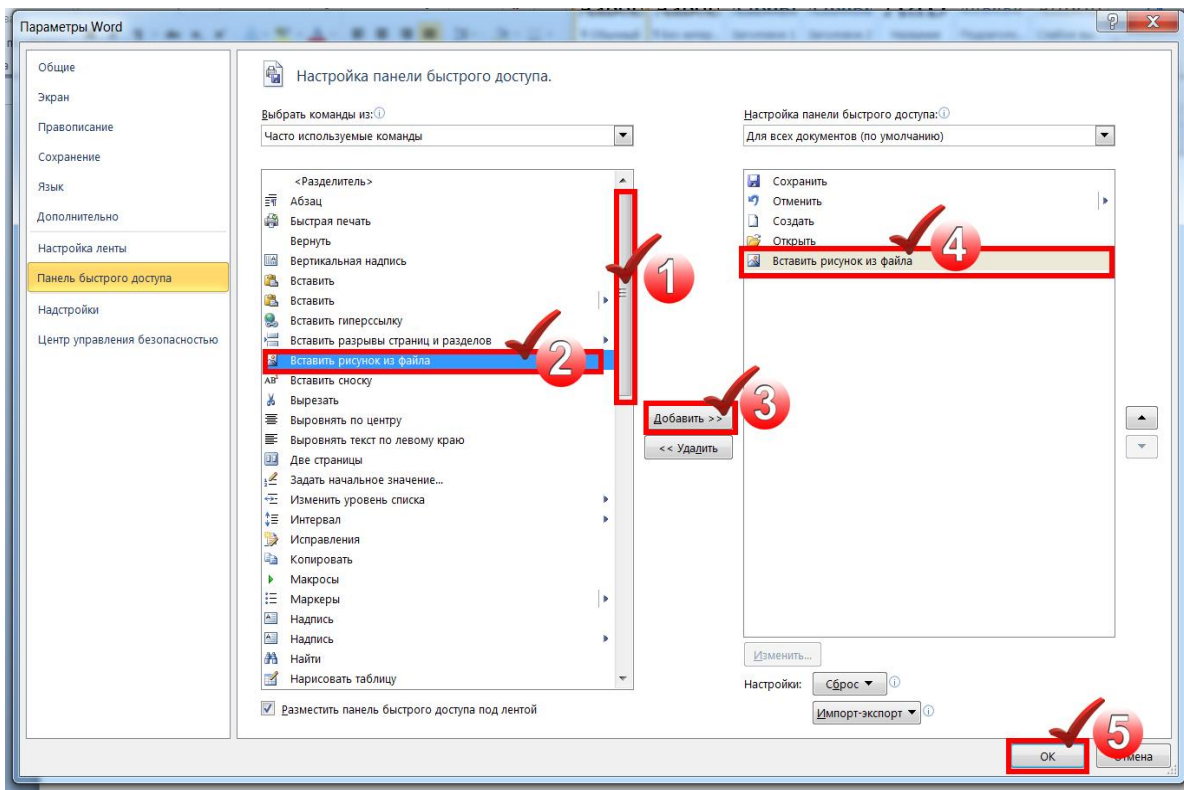 Параметры Word
Общие
Экран
Правописание
Сохранение
Язык
Дополнительно
Настройка ленты
Панель быстрого доступа
Надстройки
Центр управления безопасностью
Настройка панели быстрого доступа.
Выбрать команды из:
Часто используемые команды
<Разделитель>
Абзац
Быстрая печать
Вернуть
Вертикальная надпись
Вставить
Вставить
Вставить гиперссылку
Вставить разрывы страниц и разделов
Вставить рисунок из файла
Вставить сноску
Вырезать
Выровнять по центру
Выровнять текст по левому краю
Две страницы
Задать начальное значение...
Изменить уровень списка
Интервал
Исправления
Копировать
Макросы
Маркеры
Надпись
Надпись
Найти
Нарисовать таблицу
Разместить панель быстрого доступа под лентой
1
2
Добавить >>
3
<< Удалить
Настройка панели быстрого доступа:
Для всех документов (по умолчанию)
Сохранить
Отменить
Создать
Открыть
Вставить рисунок из файла
4
Изменить...
Настройки: Сброс
Импорт-экспорт
5
ОК
Отмена